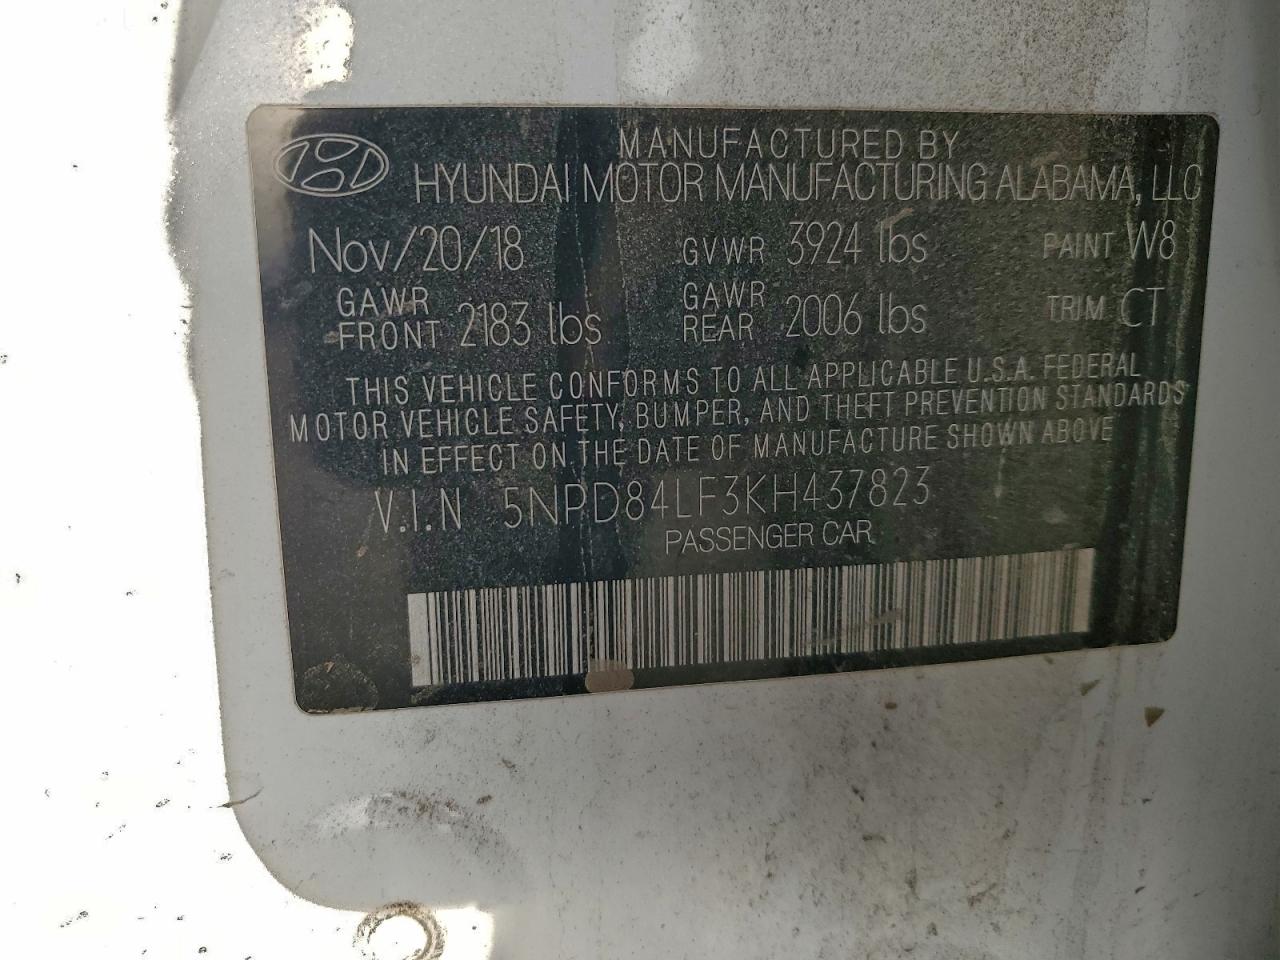 MANUFACTURED BY
HYUNDAI MOTOR MANUFACTURING ALABAMA, LLC
Nov/20/18 GVWR 3924 lbs PAINT W8
GAWR FRONT 2183 lbs GAWR REAR 2006 lbs TRIM CT
THIS VEHICLE CONFORMS TO ALL APPLICABLE U.S.A. FEDERAL
MOTOR VEHICLE SAFETY, BUMPER, AND THEFT PREVENTION STANDARDS
IN EFFECT ON THE DATE OF MANUFACTURE SHOWN ABOVE
V.I.N 5NPD84LF3KH437823
PASSENGER CAR